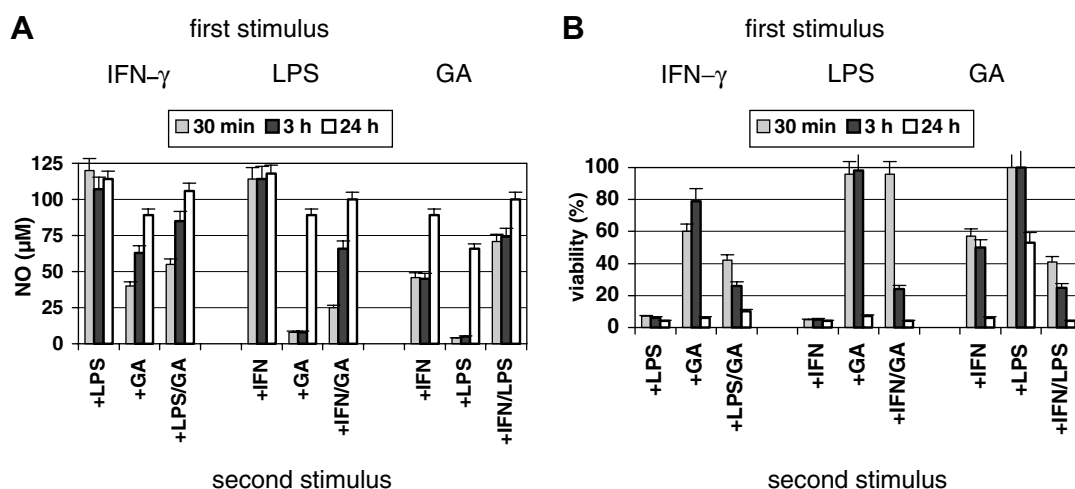 A
first stimulus
IFN–γ LPS GA
30 min 3 h 24 h
NO (µM)
125
100
75
50
25
0
+LPS
+GA
+LPS/GA
+IFN
+GA
+IFN/GA
+IFN
+LPS
+IFN/LPS
second stimulus
B
first stimulus
IFN–γ LPS GA
30 min 3 h 24 h
viability (%)
100
80
60
40
20
0
+LPS
+GA
+LPS/GA
+IFN
+GA
+IFN/GA
+IFN
+LPS
+IFN/LPS
second stimulus